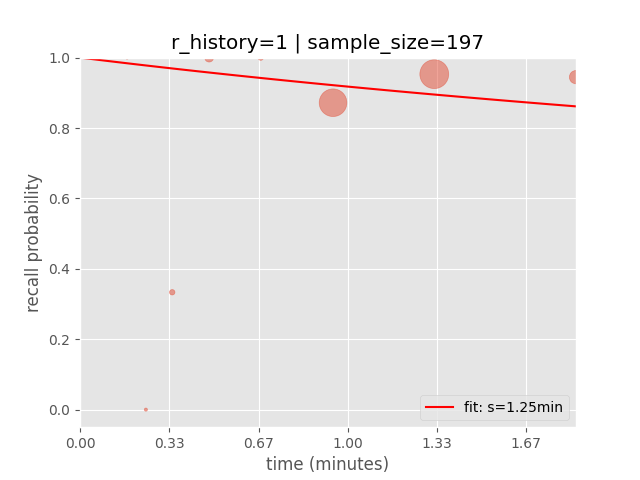 r_history=1 | sample_size=197
1.0
0.8
0.6
0.4
0.2
0.0
recall probability
fit: s=1.25min
0.00 0.33 0.67 1.00 1.33 1.67
time (minutes)